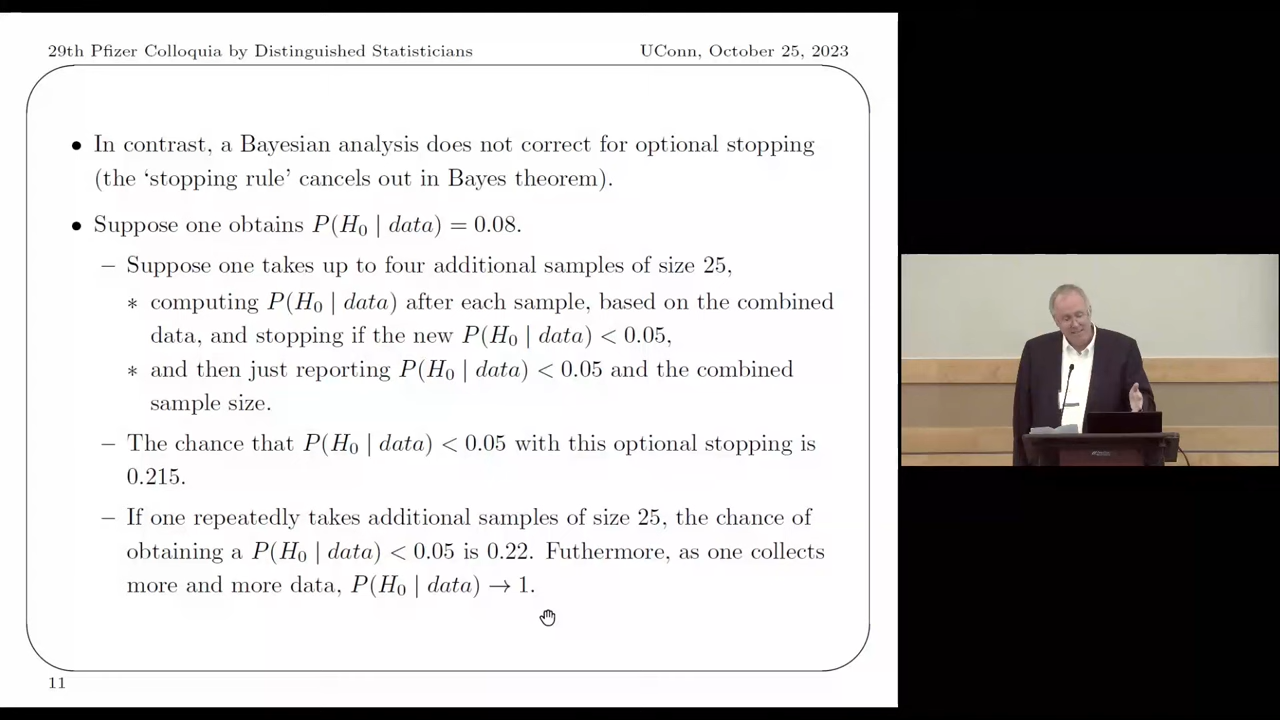 29th Pfizer Colloquia by Distinguished Statisticians UConn, October 25, 2023
• In contrast, a Bayesian analysis does not correct for optional stopping
(the ‘stopping rule’ cancels out in Bayes theorem).
• Suppose one obtains P(H₀ | data) = 0.08.
– Suppose one takes up to four additional samples of size 25,
∗ computing P(H₀ | data) after each sample, based on the combined
data, and stopping if the new P(H₀ | data) < 0.05,
∗ and then just reporting P(H₀ | data) < 0.05 and the combined
sample size.
– The chance that P(H₀ | data) < 0.05 with this optional stopping is
0.215.
– If one repeatedly takes additional samples of size 25, the chance of
obtaining a P(H₀ | data) < 0.05 is 0.22. Futhermore, as one collects
more and more data, P(H₀ | data) → 1.
11